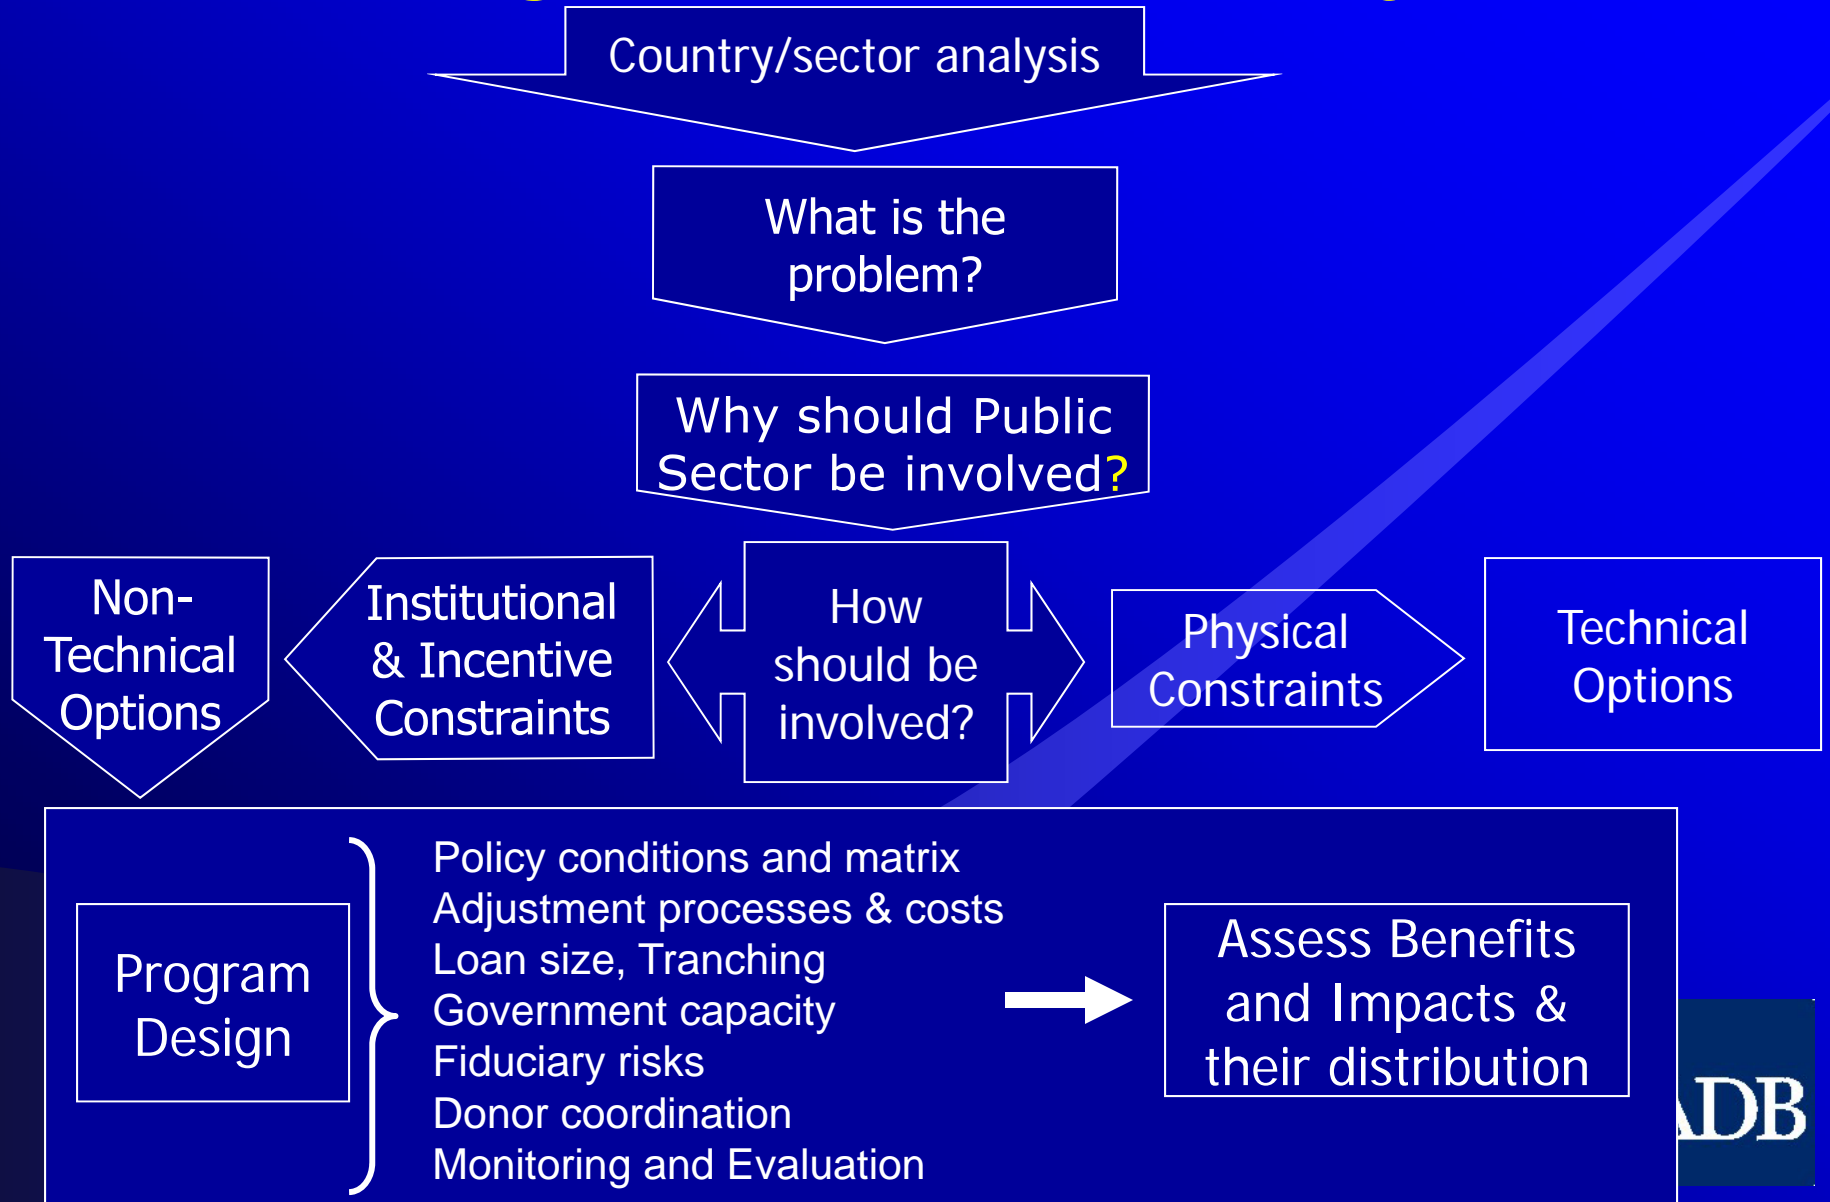 Country/sector analysis
What is the
problem?
Why should Public
Sector be involved?
Non-
Technical
Options
Institutional
& Incentive
Constraints
How
should be
involved?
Physical
Constraints
Technical
Options
Program
Design
Policy conditions and matrix
Adjustment processes & costs
Loan size, Tranching
Government capacity
Fiduciary risks
Donor coordination
Monitoring and Evaluation
Assess Benefits
and Impacts &
their distribution
ADB